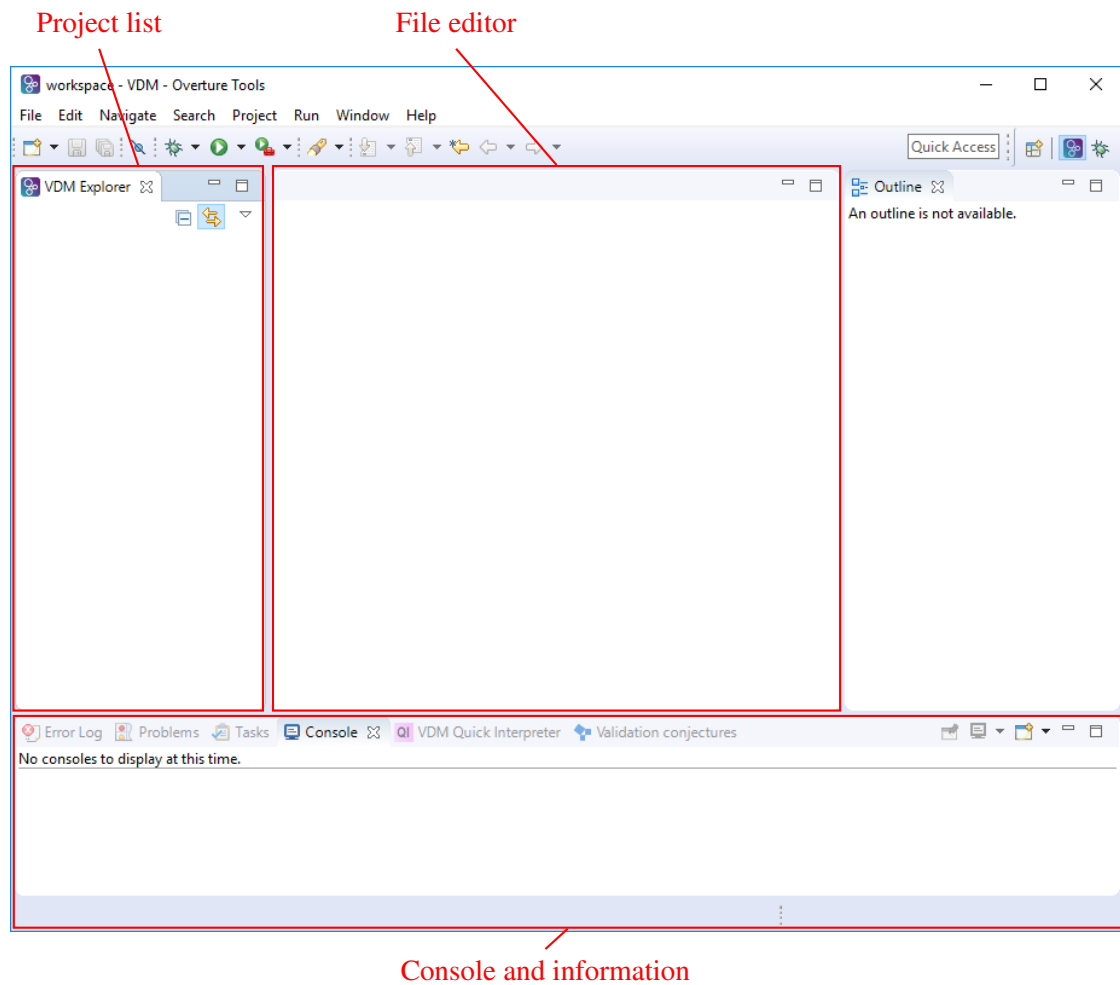 Project list
File editor
workspace - VDM - Overture Tools
File Edit Navigate Search Project Run Window Help
Quick Access
VDM Explorer
Outline
An outline is not available.
Error Log Problems Tasks Console QI VDM Quick Interpreter Validation conjectures
No consoles to display at this time.
Console and information